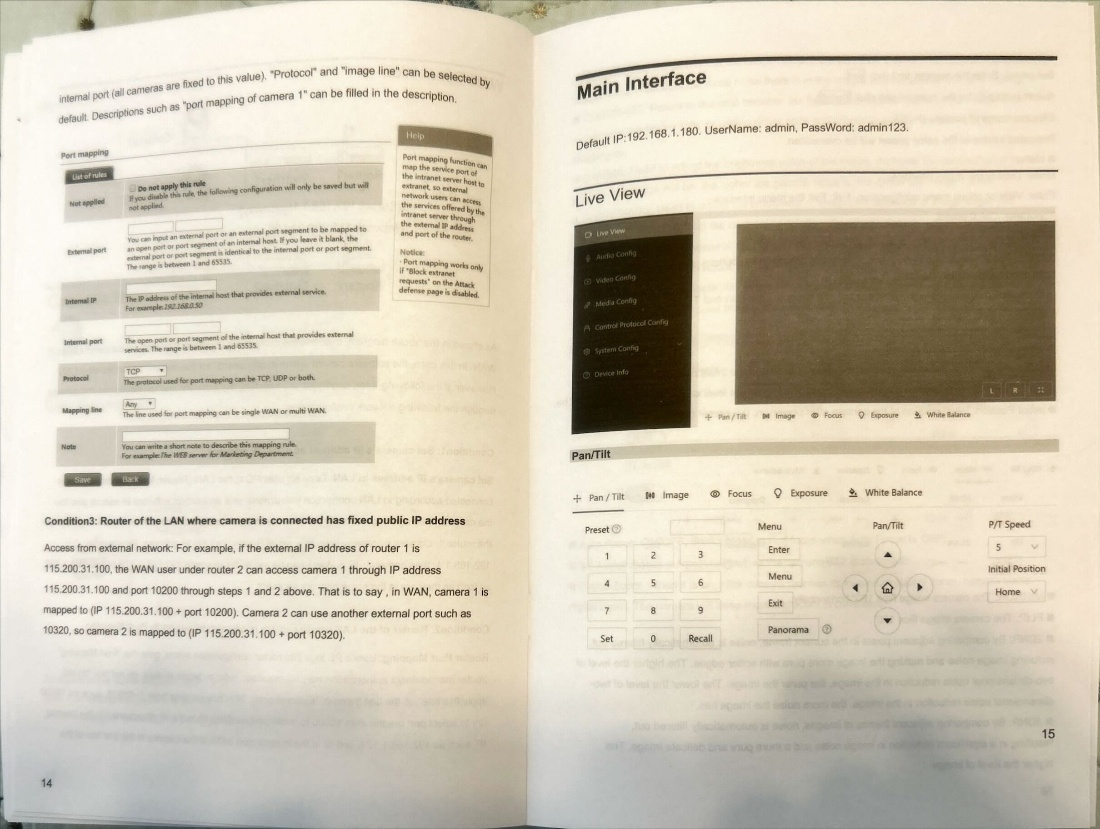 internal port (all cameras are fixed to this value). "Protocol" and "image line" can be selected by
default. Descriptions such as "port mapping of camera 1" can be filled in the description.
Port mapping
List of rules
Not applied
Do not apply this rule
If you disable this rule, the following configuration will only be saved but will
not applied.
External port
You can input an external port or an external port segment to be mapped to
an open port or port segment of an internal host. If you leave it blank, the
external port or port segment is identical to the internal port or port segment.
The range is between 1 and 65535.
Internal IP
The IP address of the internal host that provides external service.
For example:192.168.0.50
Internal port
The open port or port segment of the internal host that provides external
services. The range is between 1 and 65535.
Protocol
TCP
The protocol used for port mapping can be TCP, UDP or both.
Mapping line
Any
The line used for port mapping can be single WAN or multi WAN.
Note
You can write a short note to describe this mapping rule.
For example:The WEB server for Marketing Department.
Save
Back
Help
Port mapping function can
map the service port of
the intranet server host to
extranet, so external
network users can access
the services offered by the
intranet server through
the external IP address
and port of the router.
Notice:
- Port mapping works only
if "Block extranet
requests" on the Attack
defense page is disabled.
Condition3: Router of the LAN where camera is connected has fixed public IP address
Access from external network: For example, if the external IP address of router 1 is
115.200.31.100, the WAN user under router 2 can access camera 1 through IP address
115.200.31.100 and port 10200 through steps 1 and 2 above. That is to say , in WAN, camera 1 is
mapped to (IP 115.200.31.100 + port 10200). Camera 2 can use another external port such as
10320, so camera 2 is mapped to (IP 115.200.31.100 + port 10320).
14
Main Interface
Default IP:192.168.1.180. UserName: admin, PassWord: admin123.
Live View
Live View
Audio Config
Video Config
Media Config
Control Protocol Config
System Config
Device Info
L R
Pan / Tilt Image Focus Exposure White Balance
Pan/Tilt
Pan / Tilt Image Focus Exposure White Balance
Preset
1 2 3
4 5 6
7 8 9
Set 0 Recall
Menu
Enter
Menu
Exit
Panorama
Pan/Tilt
P/T Speed
5
Initial Position
Home
15